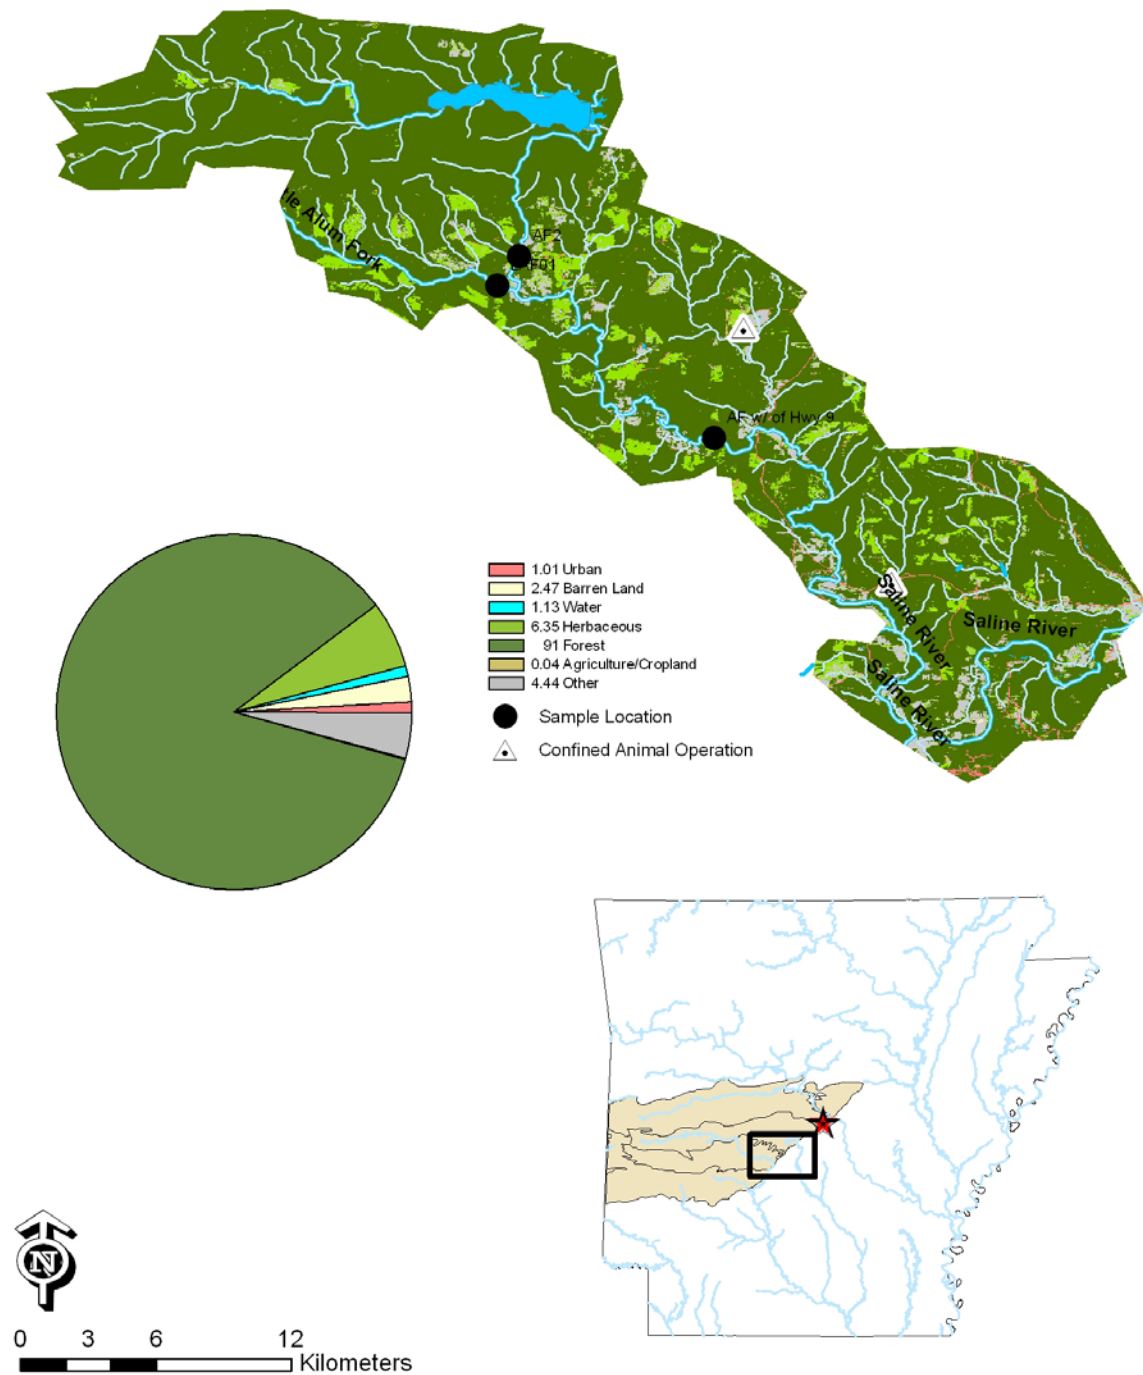 tle Alum Fork
AF2
F01
AF w/ of Hwy 9
Saline River
Saline River
Saline River
1.01 Urban
2.47 Barren Land
1.13 Water
6.35 Herbaceous
91 Forest
0.04 Agriculture/Cropland
4.44 Other
Sample Location
Confined Animal Operation
N
0 3 6 12
Kilometers